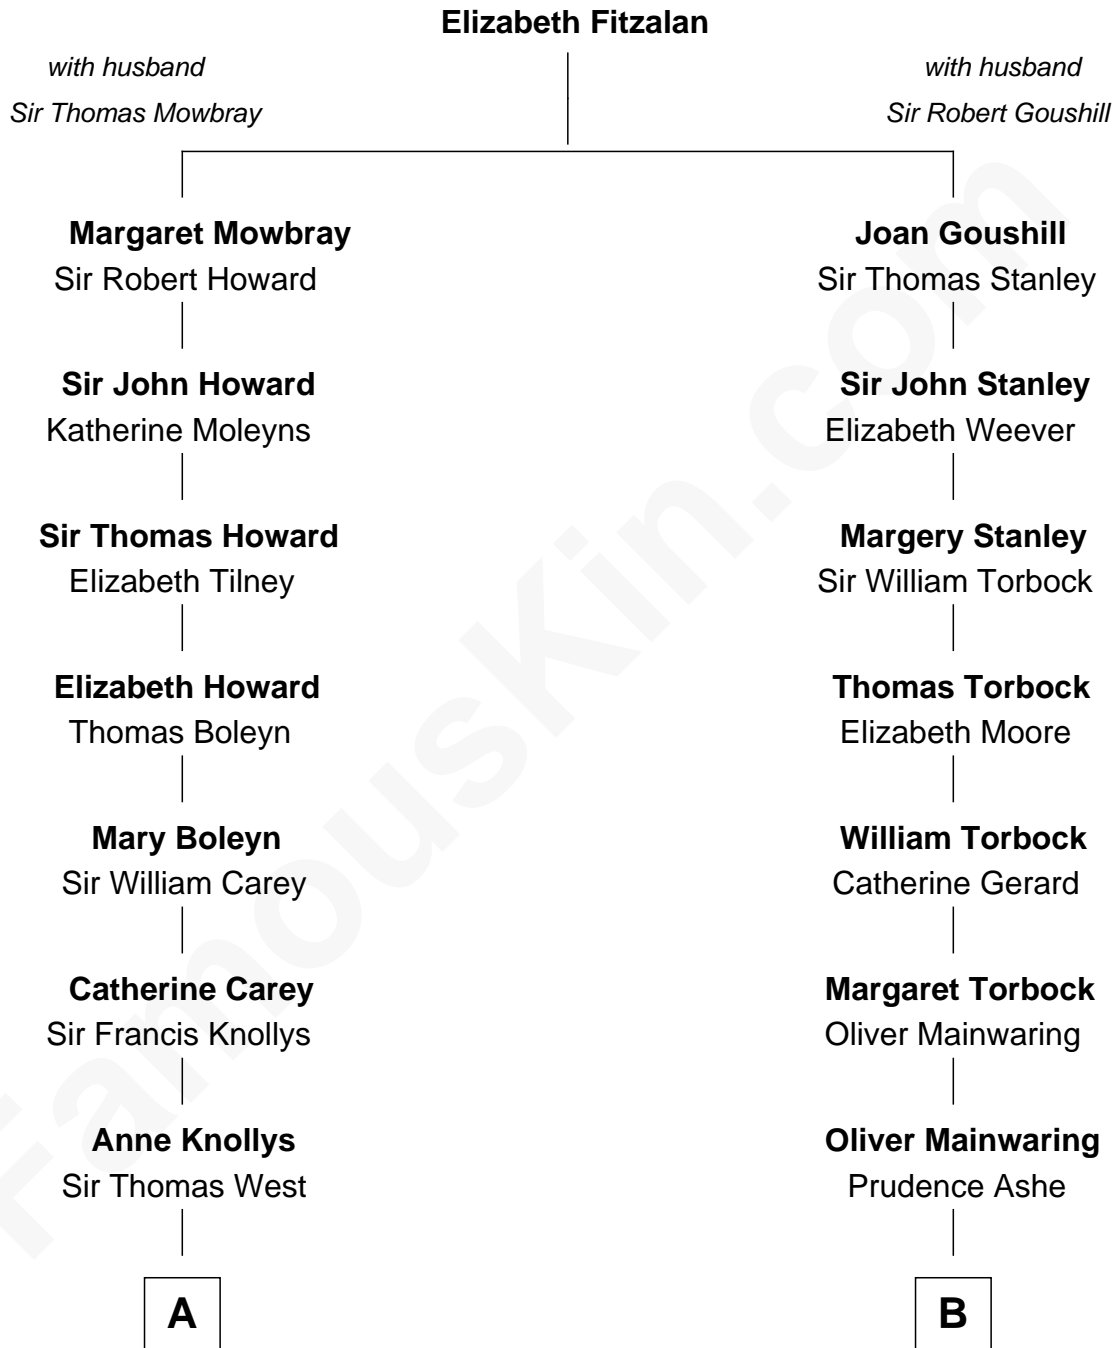 Elizabeth Fitzalan
with husband
Sir Thomas Mowbray
with husband
Sir Robert Goushill
Margaret Mowbray
Sir Robert Howard
Joan Goushill
Sir Thomas Stanley
Sir John Howard
Katherine Moleyns
Sir John Stanley
Elizabeth Weever
Sir Thomas Howard
Elizabeth Tilney
Margery Stanley
Sir William Torbock
Elizabeth Howard
Thomas Boleyn
Thomas Torbock
Elizabeth Moore
Mary Boleyn
Sir William Carey
William Torbock
Catherine Gerard
Catherine Carey
Sir Francis Knollys
Margaret Torbock
Oliver Mainwaring
Anne Knollys
Sir Thomas West
Oliver Mainwaring
Prudence Ashe
A
B
FamousKin.com